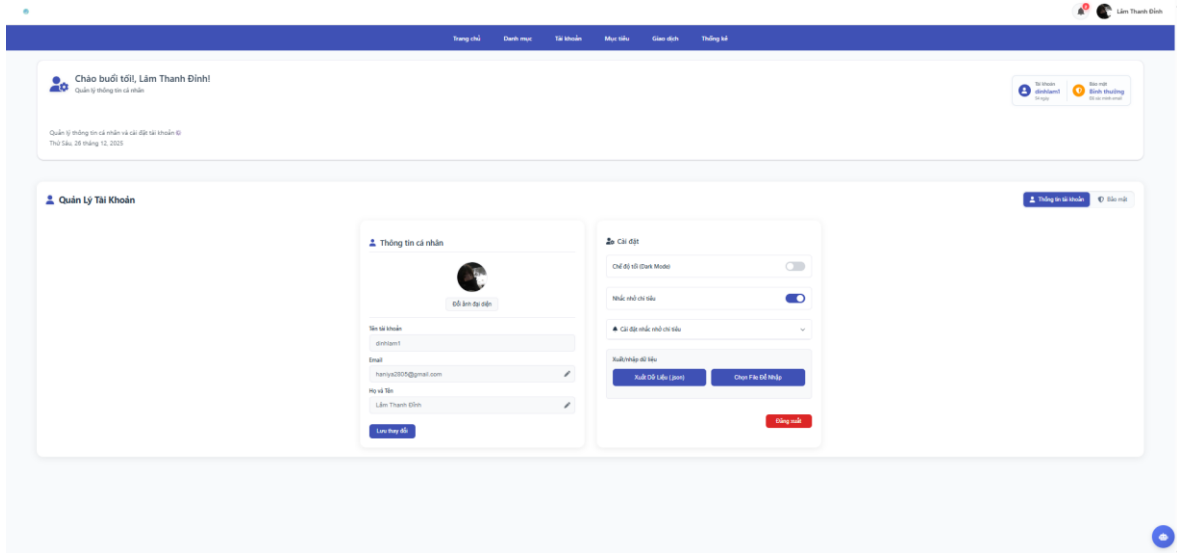 2
Lâm Thanh Đỉnh
Trang chủ
Danh mục
Tài khoản
Mục tiêu
Giao dịch
Thống kê
Chào buổi tối!, Lâm Thanh Đỉnh!
Quản lý thông tin cá nhân
Tài khoản
dinhlam1
Bảo mật
Bình thường
Quản lý thông tin cá nhân và cài đặt tài khoản
Thứ Sáu, 26 tháng 12, 2025
Quản Lý Tài Khoản
Thông tin tài khoản
Bảo mật
Thông tin cá nhân
Đổi ảnh đại diện
Tên tài khoản
dinhlam1
Email
haniya2805@gmail.com
Họ và Tên
Lâm Thanh Đỉnh
Lưu thay đổi
Cài đặt
Chế độ tối (Dark Mode)
Nhắc nhở chi tiêu
Cài đặt nhắc nhở chi tiêu
Xuất/nhập dữ liệu
Xuất Dữ Liệu (.json)
Chọn File Để Nhập
Đăng xuất